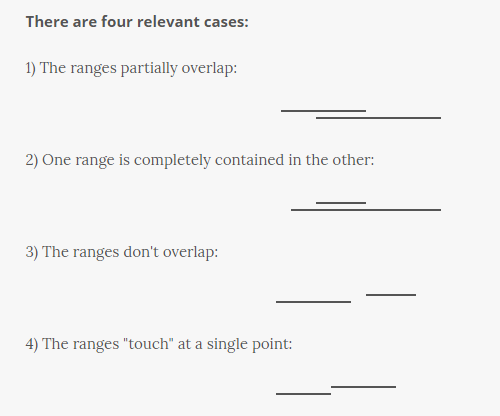 There are four relevant cases:
1) The ranges partially overlap:
2) One range is completely contained in the other:
3) The ranges don't overlap:
4) The ranges "touch" at a single point: